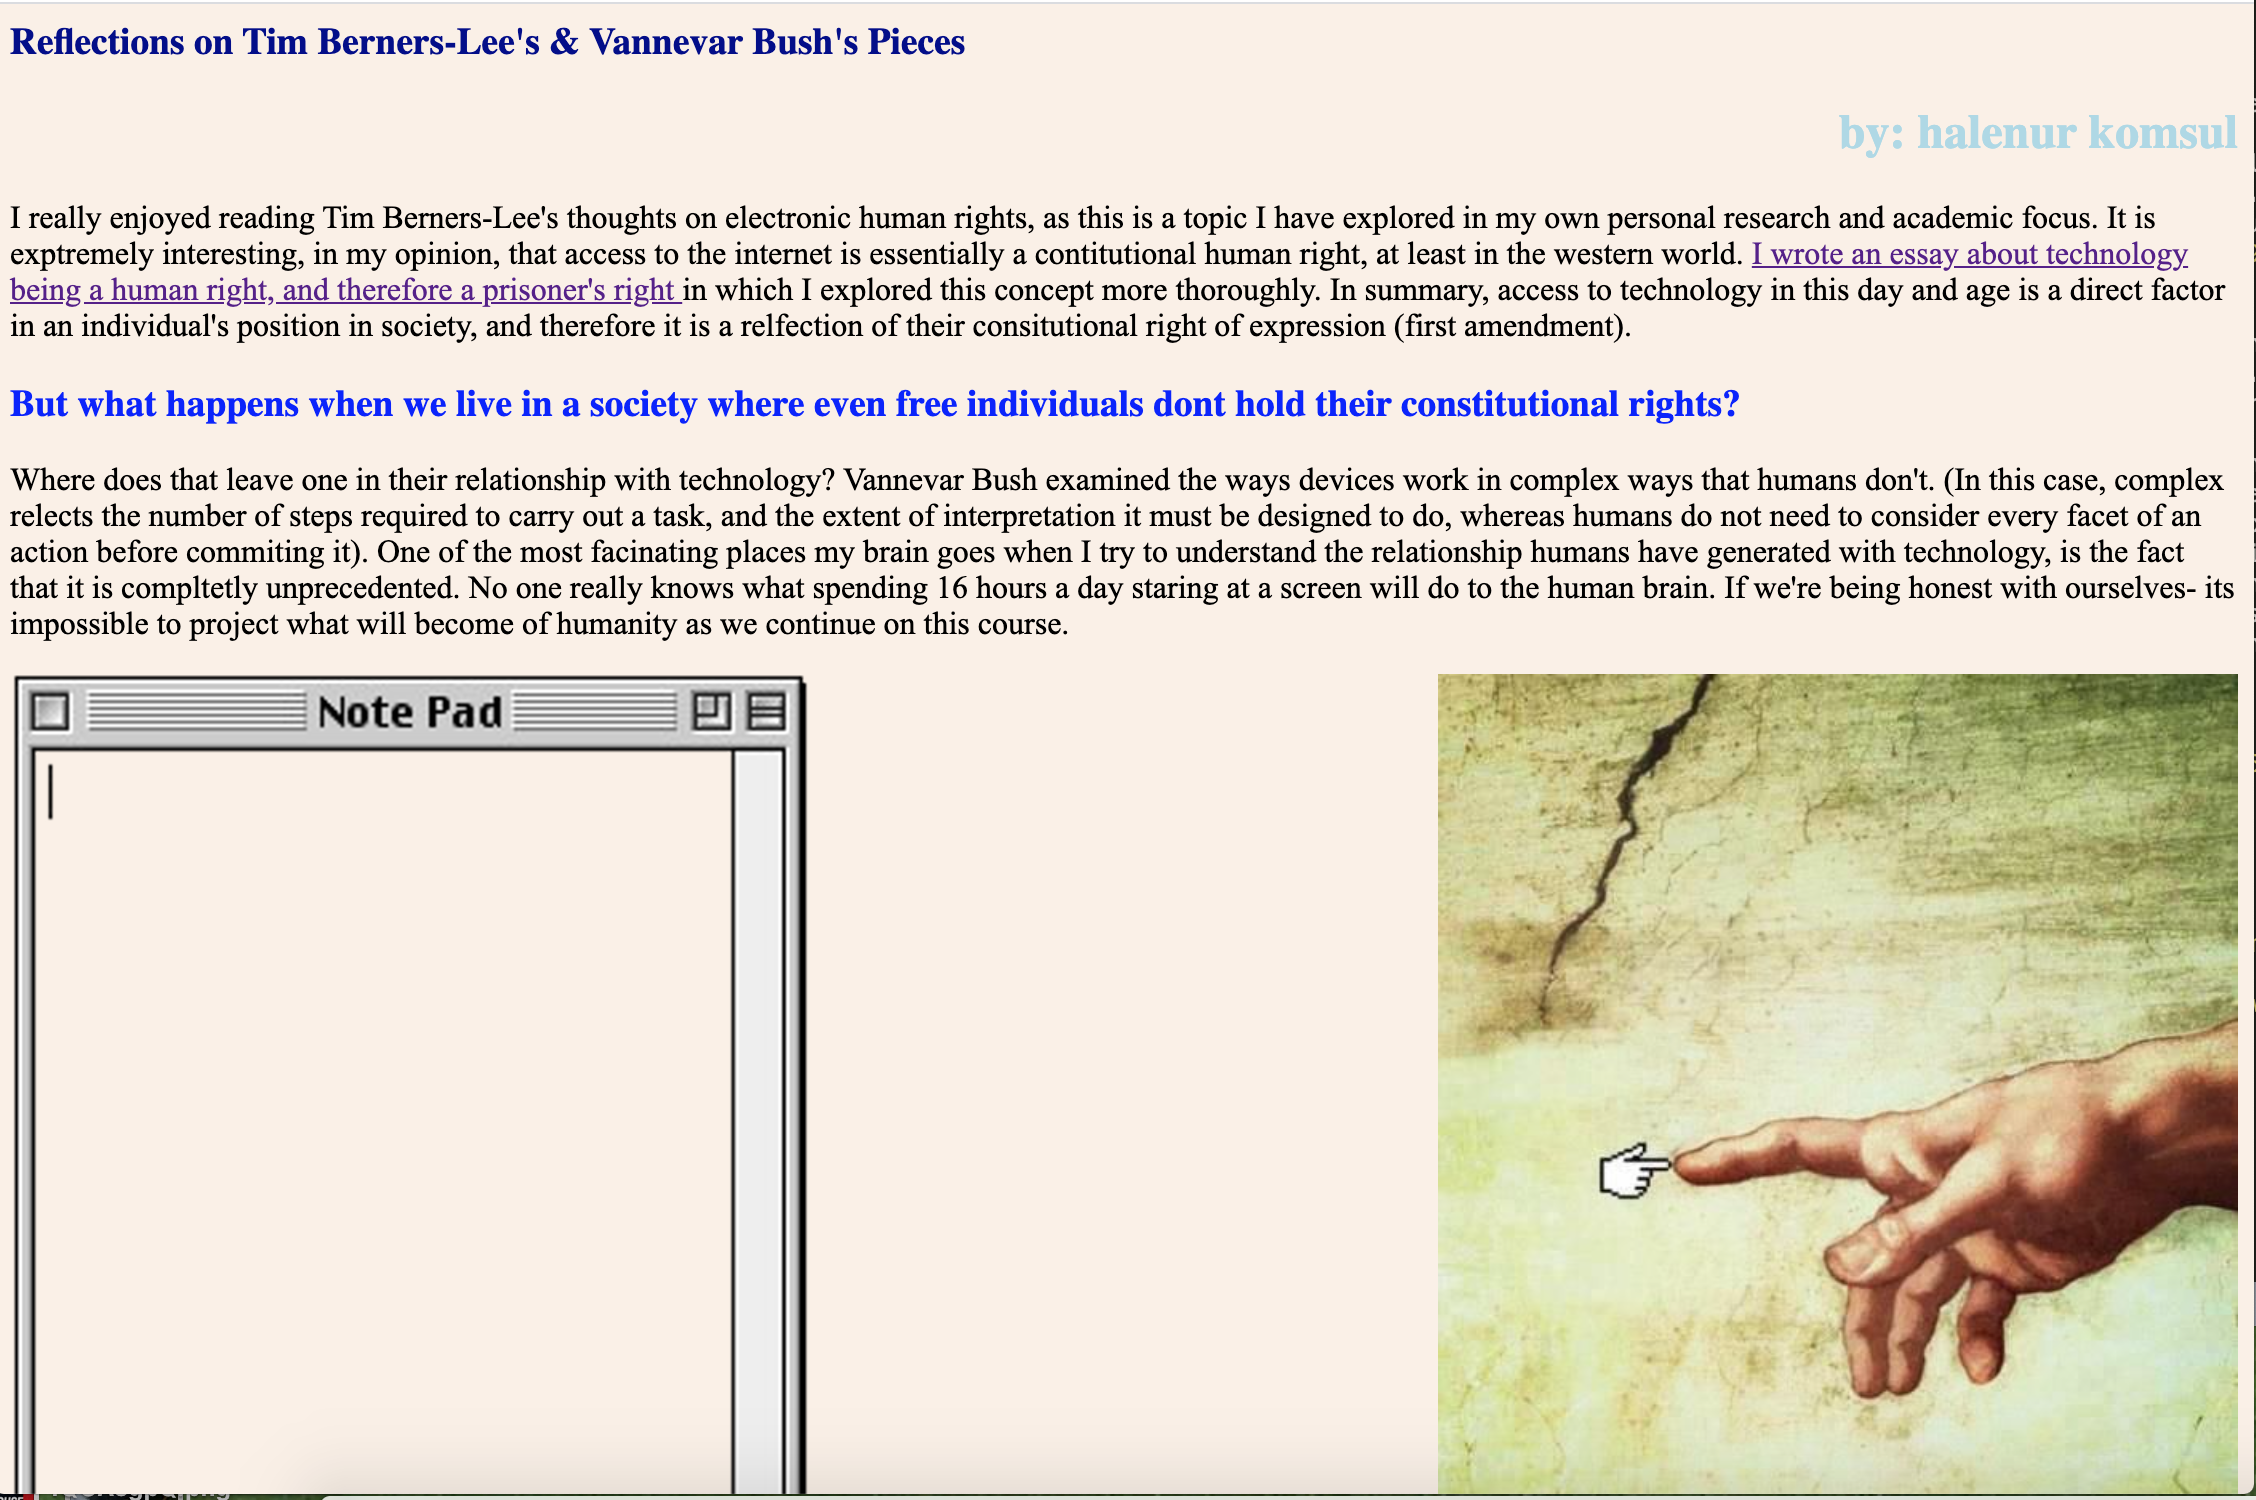 Reflections on Tim Berners-Lee's & Vannevar Bush's Pieces
by: halenur komsul
I really enjoyed reading Tim Berners-Lee's thoughts on electronic human rights, as this is a topic I have explored in my own personal research and academic focus. It is
exptremely interesting, in my opinion, that access to the internet is essentially a contitutional human right, at least in the western world. I wrote an essay about technology
being a human right, and therefore a prisoner's right in which I explored this concept more thoroughly. In summary, access to technology in this day and age is a direct factor
in an individual's position in society, and therefore it is a relfection of their consitutional right of expression (first amendment).
But what happens when we live in a society where even free individuals dont hold their constitutional rights?
Where does that leave one in their relationship with technology? Vannevar Bush examined the ways devices work in complex ways that humans don't. (In this case, complex
relects the number of steps required to carry out a task, and the extent of interpretation it must be designed to do, whereas humans do not need to consider every facet of an
action before commiting it). One of the most facinating places my brain goes when I try to understand the relationship humans have generated with technology, is the fact
that it is compltetly unprecedented. No one really knows what spending 16 hours a day staring at a screen will do to the human brain. If we're being honest with ourselves- its
impossible to project what will become of humanity as we continue on this course.
Note Pad